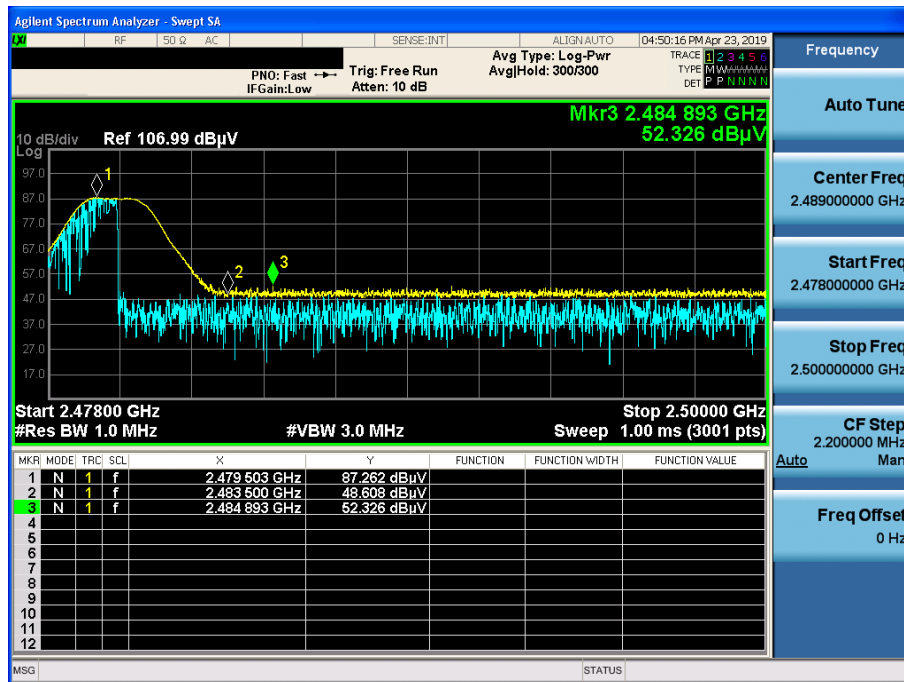 Agilent Spectrum Analyzer - Swept SA
LXI RF 50 Ω AC SENSE:INT ALIGN AUTO 04:50:16 PM Apr 23, 2019
PNO: Fast
IFGain:Low
Trig: Free Run
Atten: 10 dB
Avg Type: Log-Pwr
Avg|Hold: 300/300
TRACE 1 2 3 4 5 6
TYPE M W W W W W
DET P P N N N N
Mkr3 2.484 893 GHz
52.326 dBµV
10 dB/div Ref 106.99 dBµV
Log
97.0
87.0
77.0
67.0
57.0
47.0
37.0
27.0
17.0
1
2
3
Start 2.47800 GHz Stop 2.50000 GHz
#Res BW 1.0 MHz #VBW 3.0 MHz Sweep 1.00 ms (3001 pts)
MKR MODE TRC SCL X Y FUNCTION FUNCTION WIDTH FUNCTION VALUE
1 N 1 f 2.479 503 GHz 87.262 dBµV
2 N 1 f 2.483 500 GHz 48.608 dBµV
3 N 1 f 2.484 893 GHz 52.326 dBµV
4
5
6
7
8
9
10
11
12
MSG STATUS
Frequency
Auto Tune
Center Freq
2.489000000 GHz
Start Freq
2.478000000 GHz
Stop Freq
2.500000000 GHz
CF Step
2.200000 MHz
Auto Man
Freq Offset
0 Hz